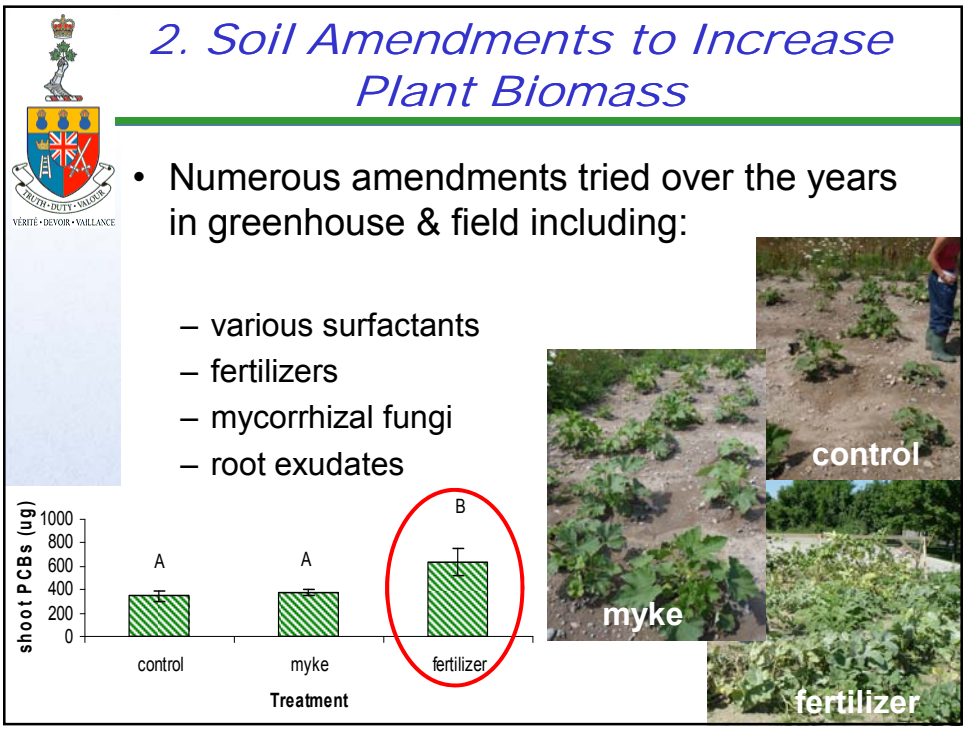 2. Soil Amendments to Increase
Plant Biomass
TRUTH • DUTY • VALOUR
VÉRITÉ • DEVOIR • VAILLANCE
• Numerous amendments tried over the years
in greenhouse & field including:
– various surfactants
– fertilizers
– mycorrhizal fungi
– root exudates
control
myke
fertilizer
shoot PCBs (ug)
1000
800
600
400
200
0
A
A
B
control
myke
fertilizer
Treatment